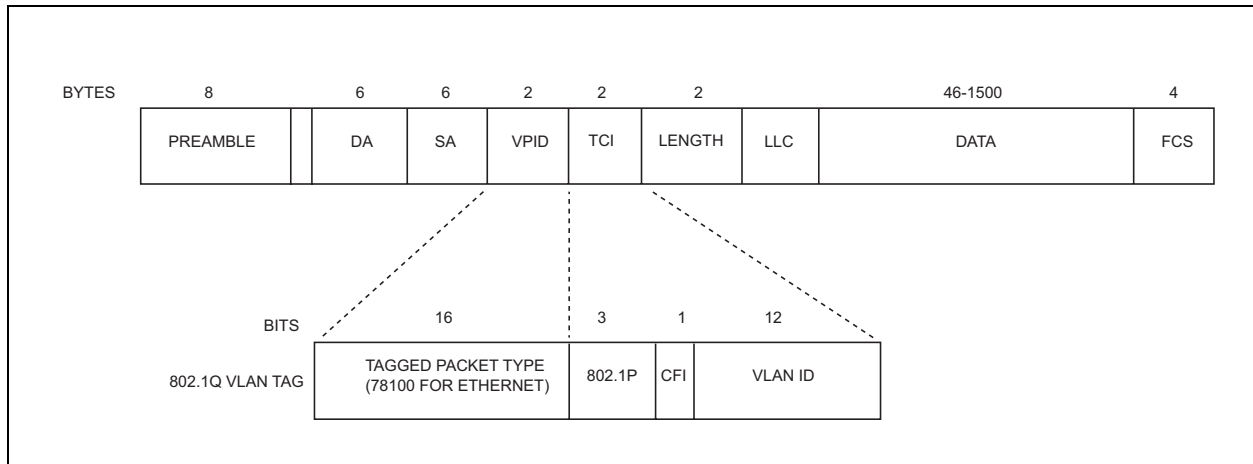 BYTES 8 6 6 2 2 2 46-1500 4
PREAMBLE DA SA VPID TCI LENGTH LLC DATA FCS
BITS 16 3 1 12
802.1Q VLAN TAG TAGGED PACKET TYPE (78100 FOR ETHERNET) 802.1P CFI VLAN ID